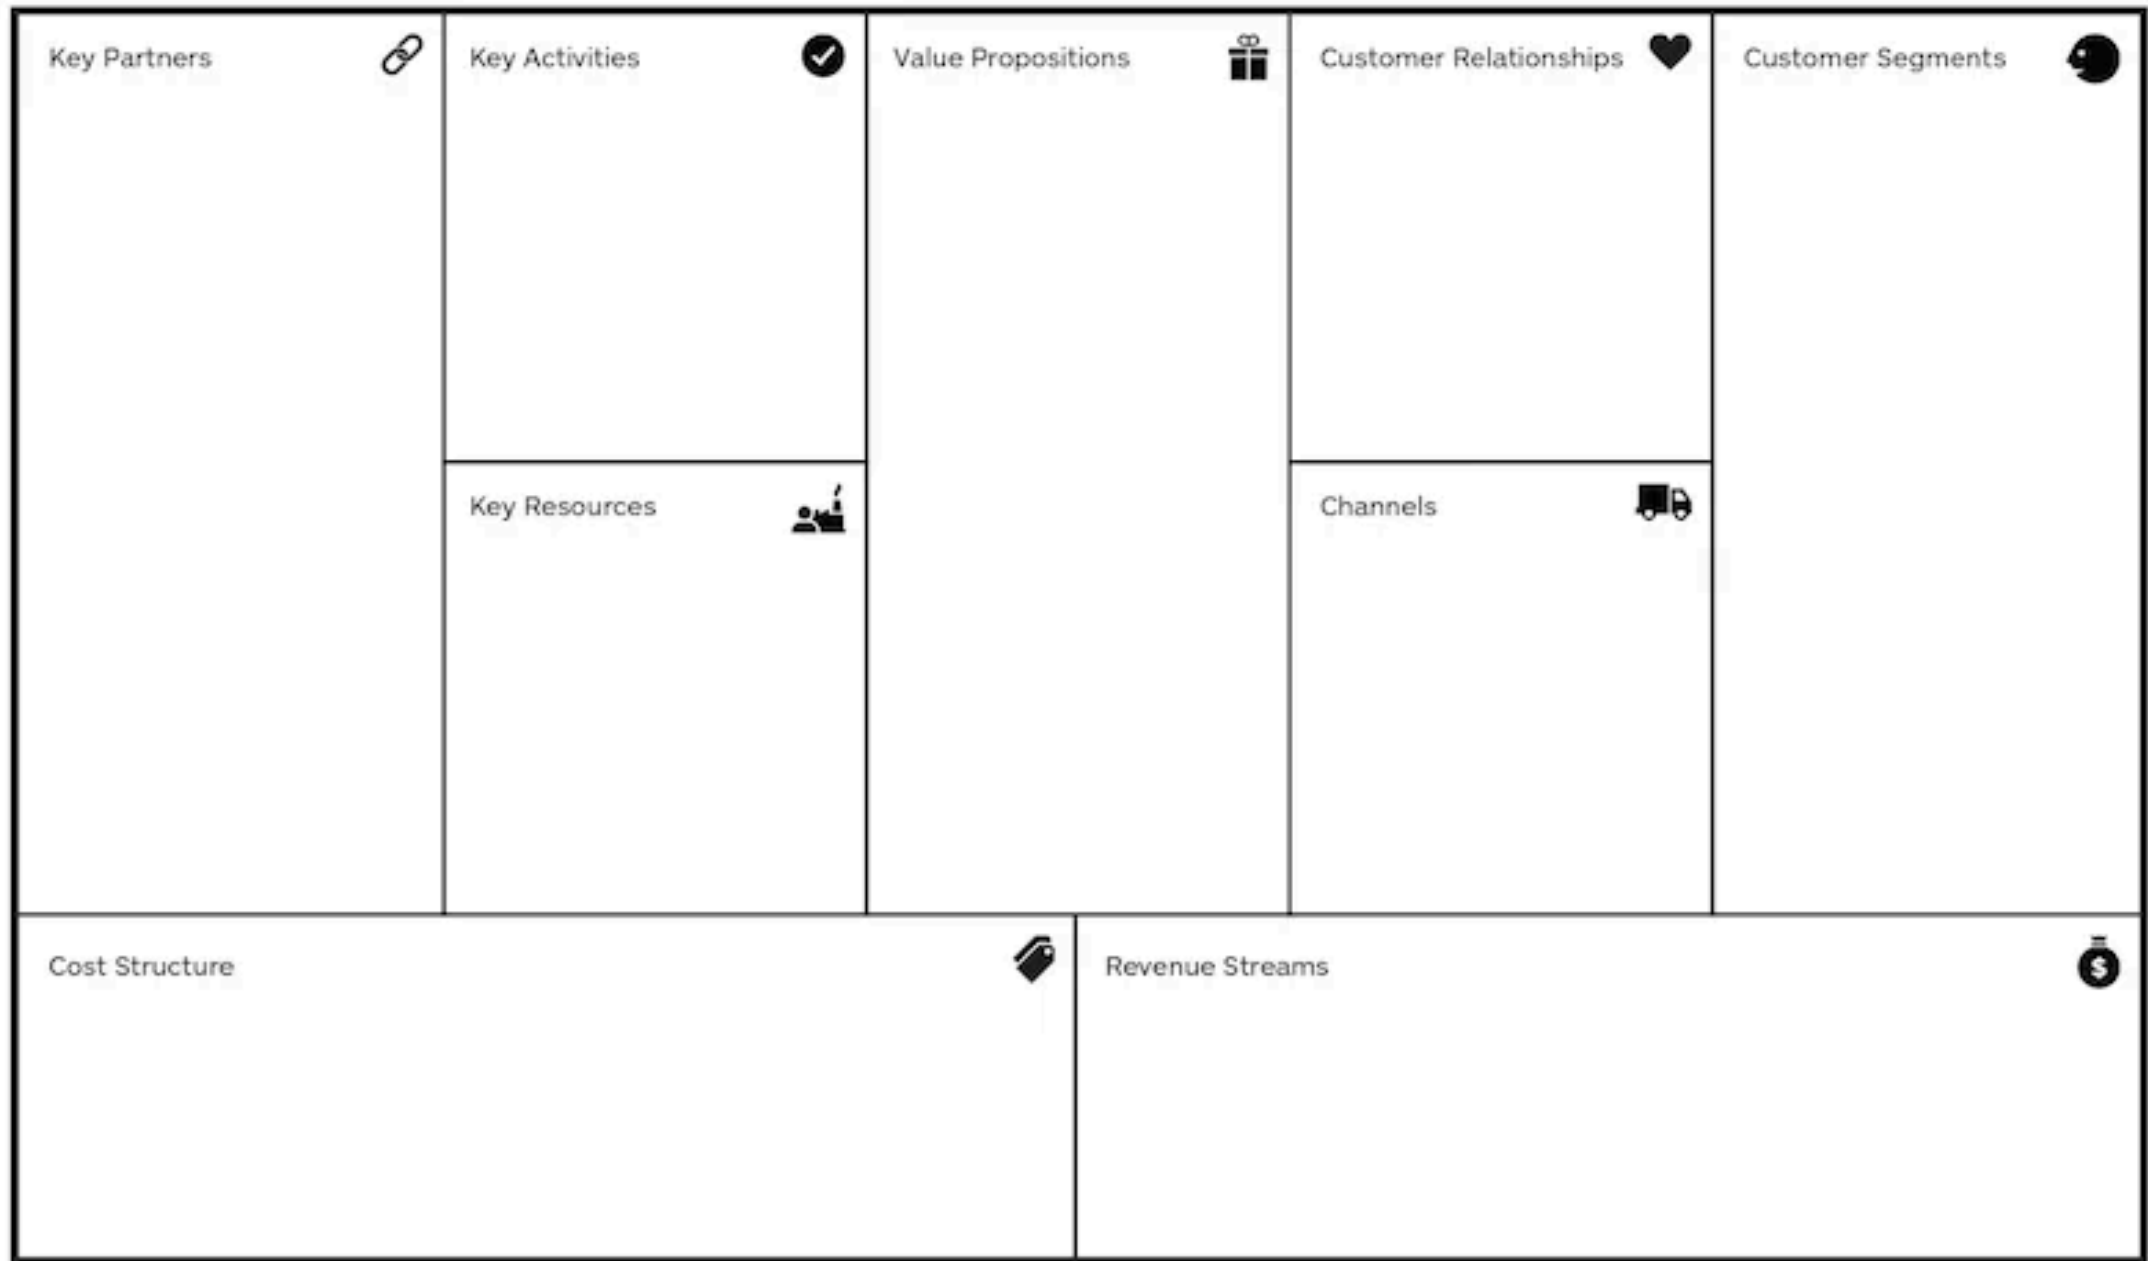 Key Partners
Key Activities
Value Propositions
Customer Relationships
Customer Segments
Key Resources
Channels
Cost Structure
Revenue Streams
$